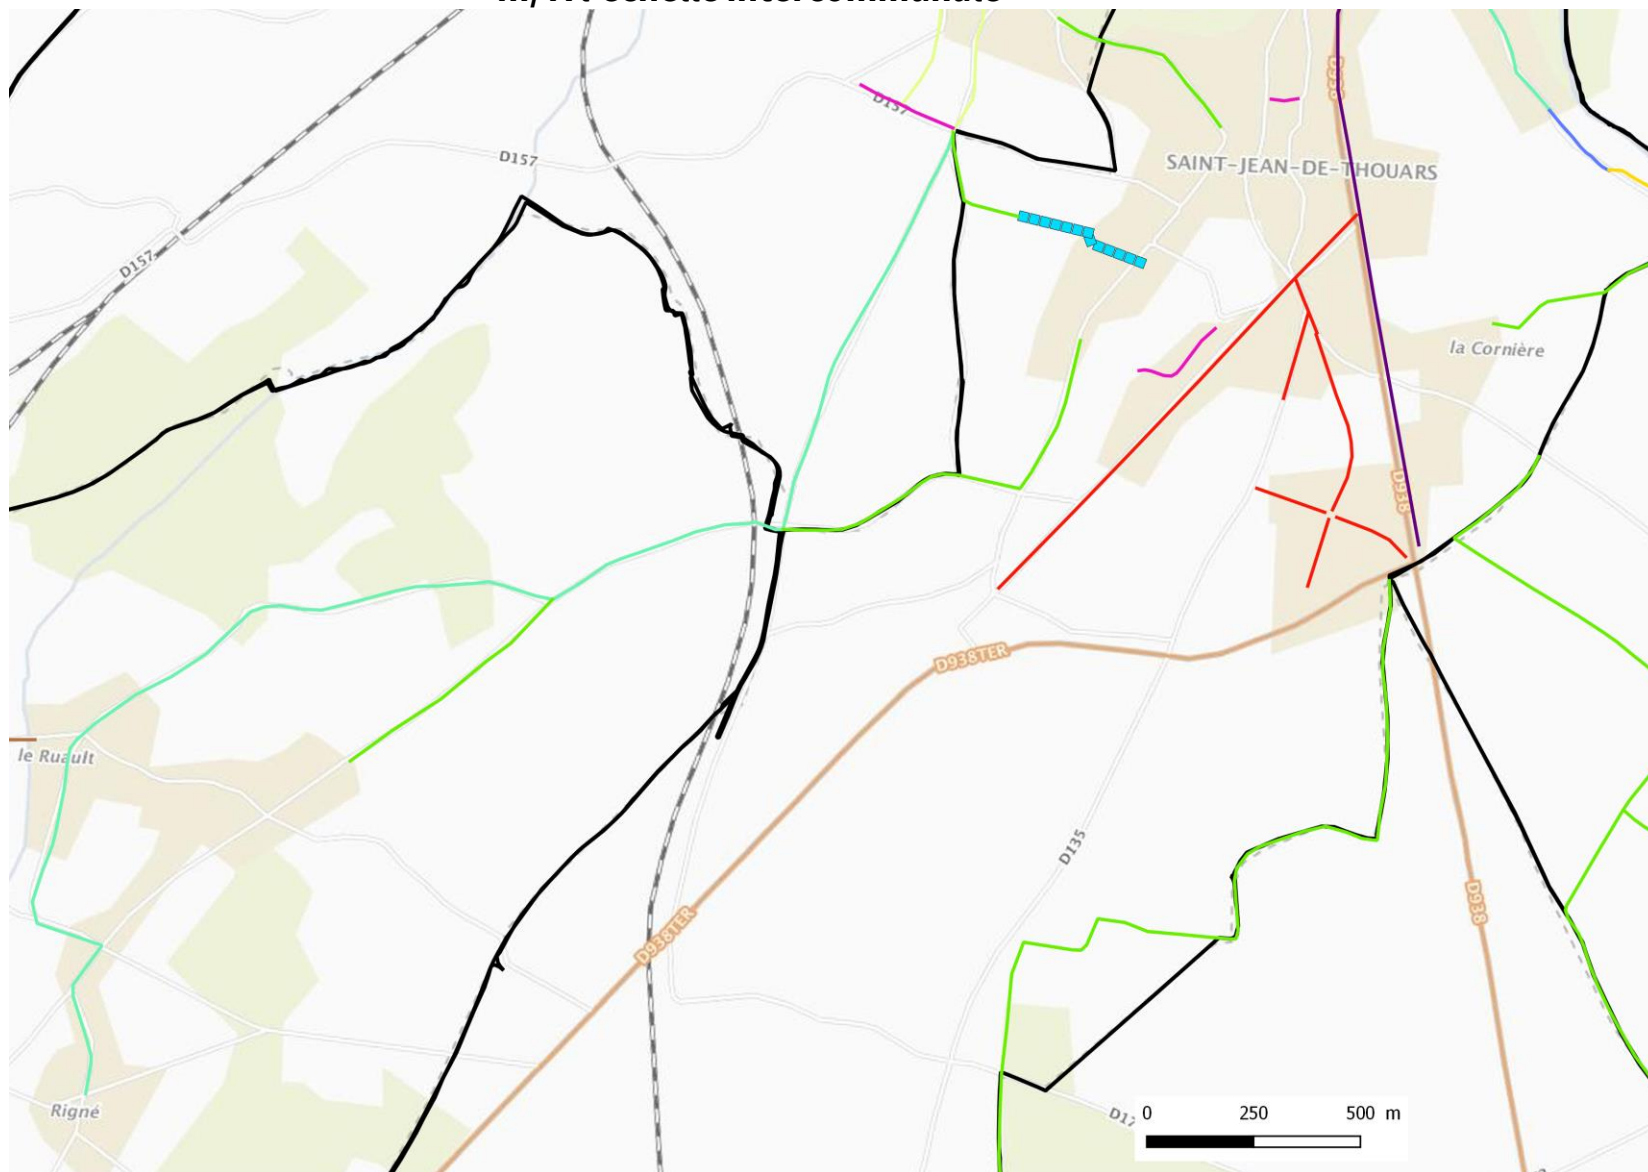 D938
D157
D157
SAINT-JEAN-DE-THOUARS
D157
la Cornière
D938
D938TER
le Ruault
D135
D938
D938TER
Rigné
0 250 500 m